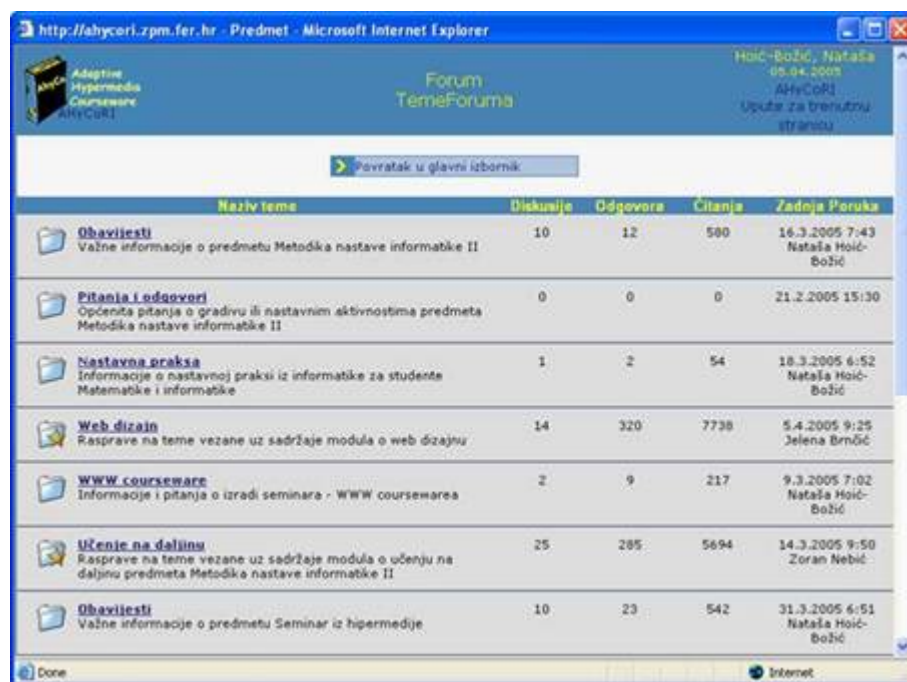 http://ahycori.zpm.fer.hr - Predmet - Microsoft Internet Explorer
Adaptive
Hypermedia
Courseware
AHyCoRI
Forum
TemeForuma
Hoić-Božić, Nataša
05.04.2005
AHyCoRI
Upute za trenutnu
stranicu
Povratak u glavni izbornik
Naziv teme Diskusije Odgovora Čitanja Zadnja Poruka
Obavijesti 10 12 580 16.3.2005 7:43
Važne informacije o predmetu Metodika nastave informatike II Nataša Hoić-
Božić
Pitanja i odgovori 0 0 0 21.2.2005 15:30
Općenita pitanja o gradivu ili nastavnim aktivnostima predmeta
Metodika nastave informatike II
Nastavna praksa 1 2 54 18.3.2005 6:52
Informacije o nastavnoj praksi iz informatike za studente Nataša Hoić-
Matematike i informatike Božić
Web dizajn 14 320 7738 5.4.2005 9:25
Rasprave na teme vezane uz sadržaje modula o web dizajnu Jelena Brnčić
WWW courseware 2 9 217 9.3.2005 7:02
Informacije i pitanja o izradi seminara - WWW coursewarea Nataša Hoić-
Božić
Učenje na daljinu 25 285 5694 14.3.2005 9:50
Rasprave na teme vezane uz sadržaje modula o učenju na Zoran Nebić
daljinu predmeta Metodika nastave informatike II
Obavijesti 10 23 542 31.3.2005 6:51
Važne informacije o predmetu Seminar iz hipermedije Nataša Hoić-
Božić
Done Internet